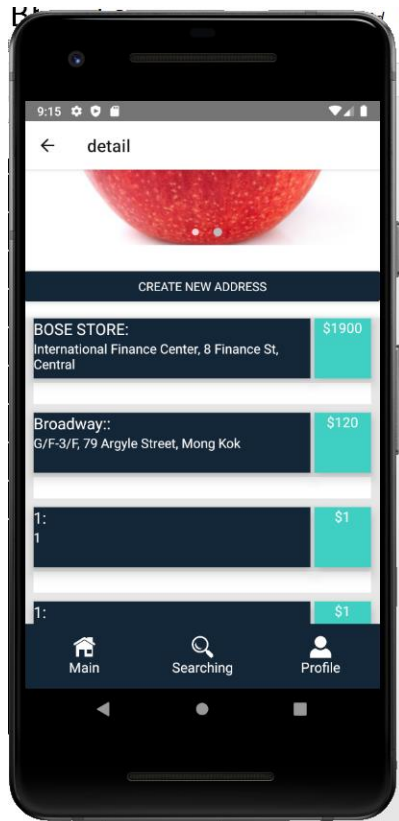 9:15
detail
CREATE NEW ADDRESS
BOSE STORE:
$1900
International Finance Center, 8 Finance St,
Central
Broadway::
$120
G/F-3/F, 79 Argyle Street, Mong Kok
1:
$1
1
1:
$1
Main
Searching
Profile